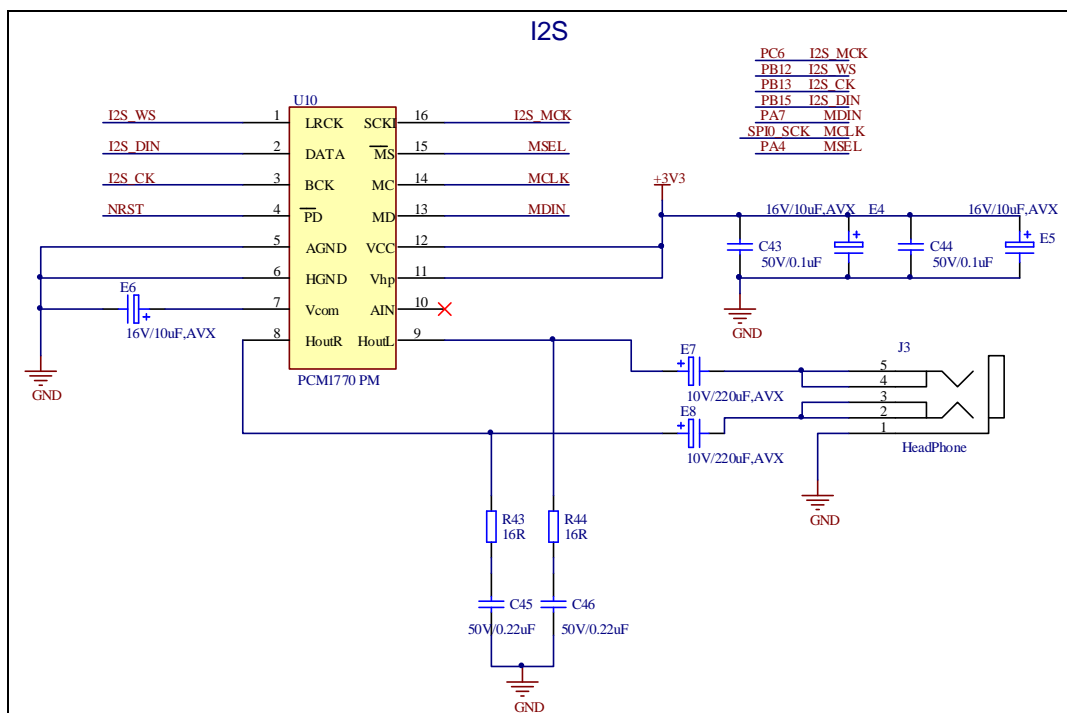 I2S
PC6 I2S_MCK
PB12 I2S_WS
PB13 I2S_CK
PB15 I2S_DIN
PA7 MDIN
SPI0_SCK MCLK
PA4 MSEL
U10
I2S_WS 1 LRCK SCKI 16 I2S_MCK
I2S_DIN 2 DATA MS 15 MSEL
I2S_CK 3 BCK MC 14 MCLK
NRST 4 PD MD 13 MDIN
5 AGND VCC 12
6 HGND Vhp 11
7 Vcom AIN 10
8 HoutR HoutL 9
PCM1770 PM
E6
16V/10uF,AVX
GND
+3V3
16V/10uF,AVX E4 16V/10uF,AVX
C43 C44 E5
50V/0.1uF 50V/0.1uF
GND
E7
10V/220uF,AVX
E8
10V/220uF,AVX
J3
5
4
3
2
1
HeadPhone
GND
R43 R44
16R 16R
C45 C46
50V/0.22uF 50V/0.22uF
GND